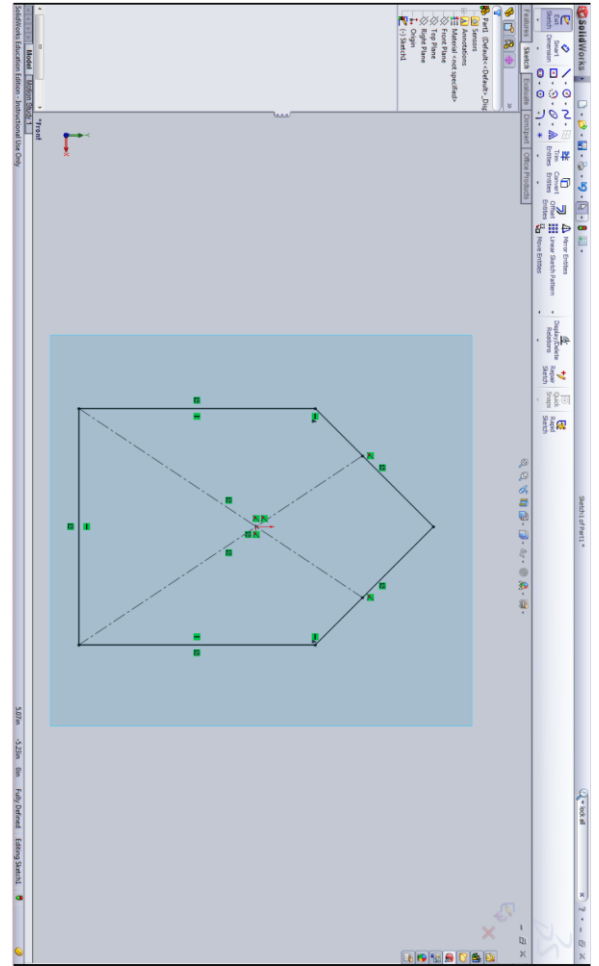 SolidWorks
Sketch1 of Part1 *
lock all
Exit Sketch
Smart Dimension
Trim Entities
Convert Entities
Offset Entities
Mirror Entities
Linear Sketch Pattern
Move Entities
Display/Delete Relations
Repair Sketch
Quick Snaps
Rapid Sketch
Features Sketch Evaluate DimXpert Office Products
Part1 (Default<<Default>_Disp
Sensors
Annotations
Material <not specified>
Front Plane
Top Plane
Right Plane
Origin
(-) Sketch1
Y
X
*Front
Model Motion Study 1
SolidWorks Education Edition - Instructional Use Only
5.07in -5.23in 0in Fully Defined Editing Sketch1